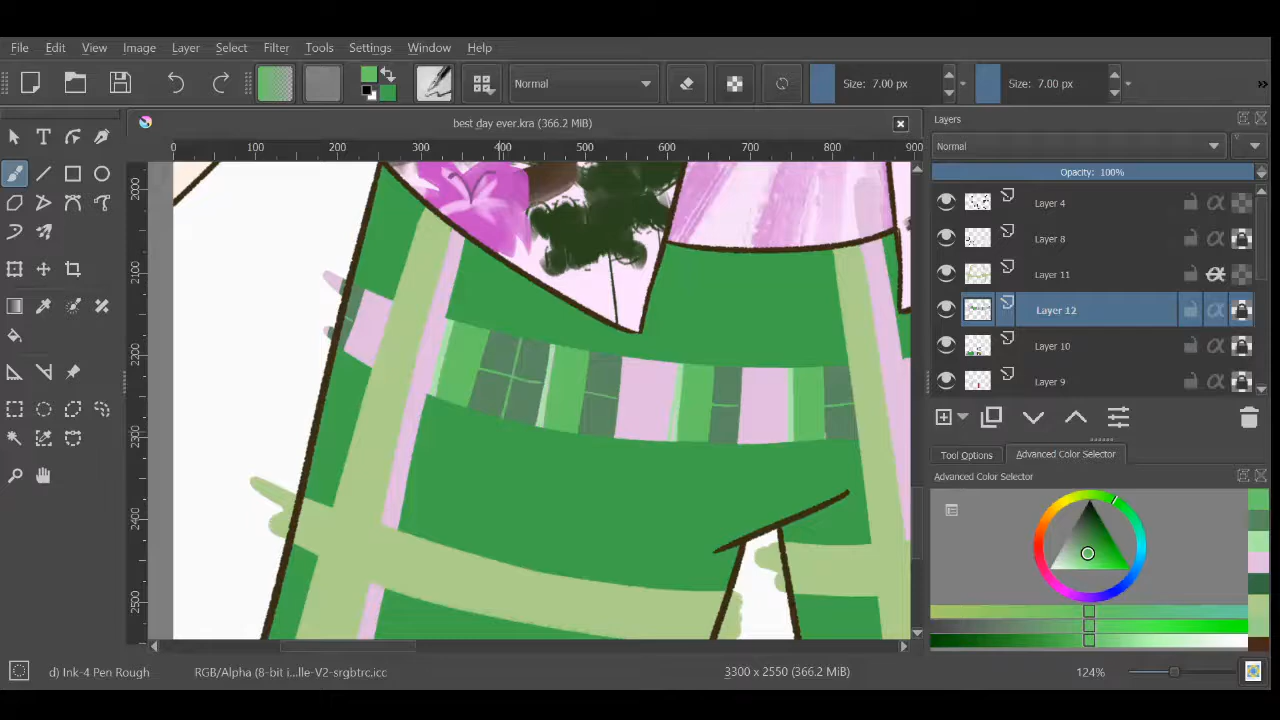 File Edit View Image Layer Select Filter Tools Settings Window Help
Normal Size: 7.00 px Size: 7.00 px »
best day ever.kra (366.2 MiB)
0 100 200 300 400 500 600 700 800 900
2000
2100
2200
2300
2400
2500
Layers
Normal
Opacity: 100%
Layer 4
Layer 8
Layer 11
Layer 12
Layer 10
Layer 9
Tool Options Advanced Color Selector
Advanced Color Selector
d) Ink-4 Pen Rough RGB/Alpha (8-bit i...lle-V2-srgbtrc.icc 3300 x 2550 (366.2 MiB) 124%